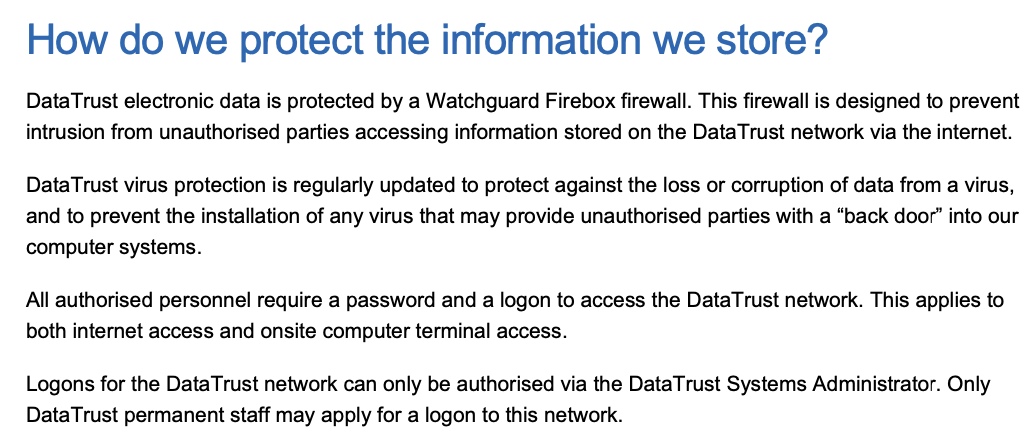 How do we protect the information we store?
DataTrust electronic data is protected by a Watchguard Firebox firewall. This firewall is designed to prevent
intrusion from unauthorised parties accessing information stored on the DataTrust network via the internet.
DataTrust virus protection is regularly updated to protect against the loss or corruption of data from a virus,
and to prevent the installation of any virus that may provide unauthorised parties with a “back door” into our
computer systems.
All authorised personnel require a password and a logon to access the DataTrust network. This applies to
both internet access and onsite computer terminal access.
Logons for the DataTrust network can only be authorised via the DataTrust Systems Administrator. Only
DataTrust permanent staff may apply for a logon to this network.